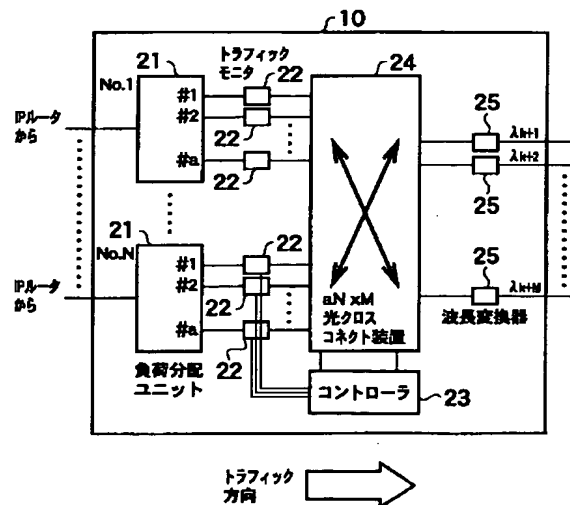 10
21
No.1
#1
#2
#a
トラフィック
モニタ
22
22
22
24
IPルータ
から
25
λk+1
λk+2
25
21
No.N
#1
#2
#a
22
22
22
IPルータ
から
負荷分配
ユニット
aN xM
光クロス
コネクト装置
25
λk+M
波長変換器
コントローラ
23
トラフィック
方向